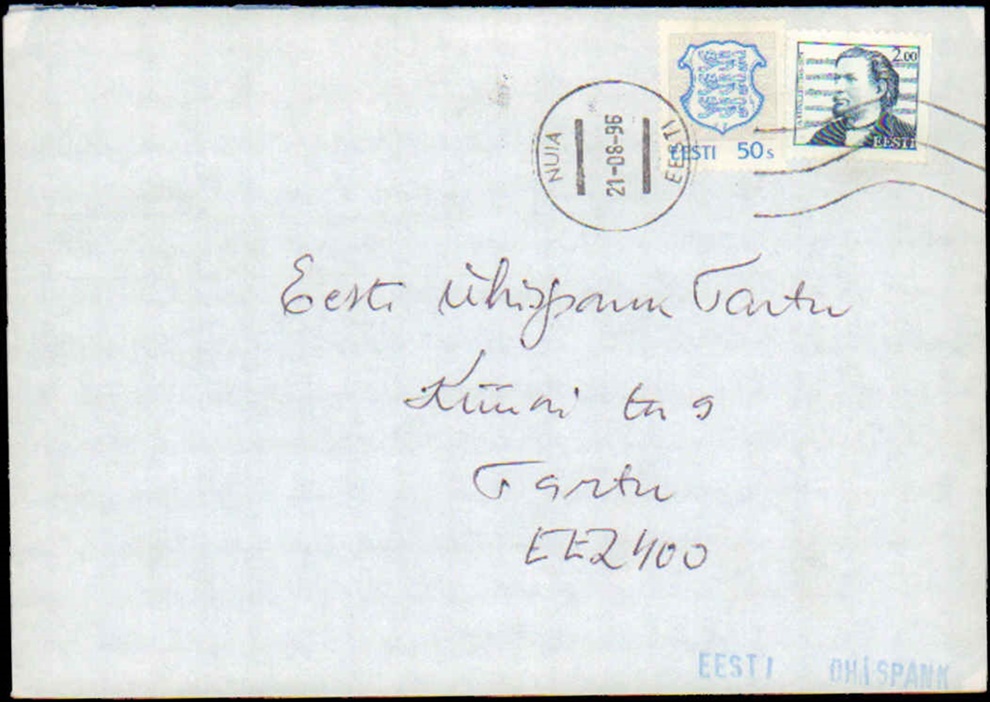 2.00
EESTI
EESTI 50s
NUIA
21-08-96
EESTI
Eesti Ühispank Tartu
Küüni tn 9
Tartu
EE2400
EESTI ÜHISPANK